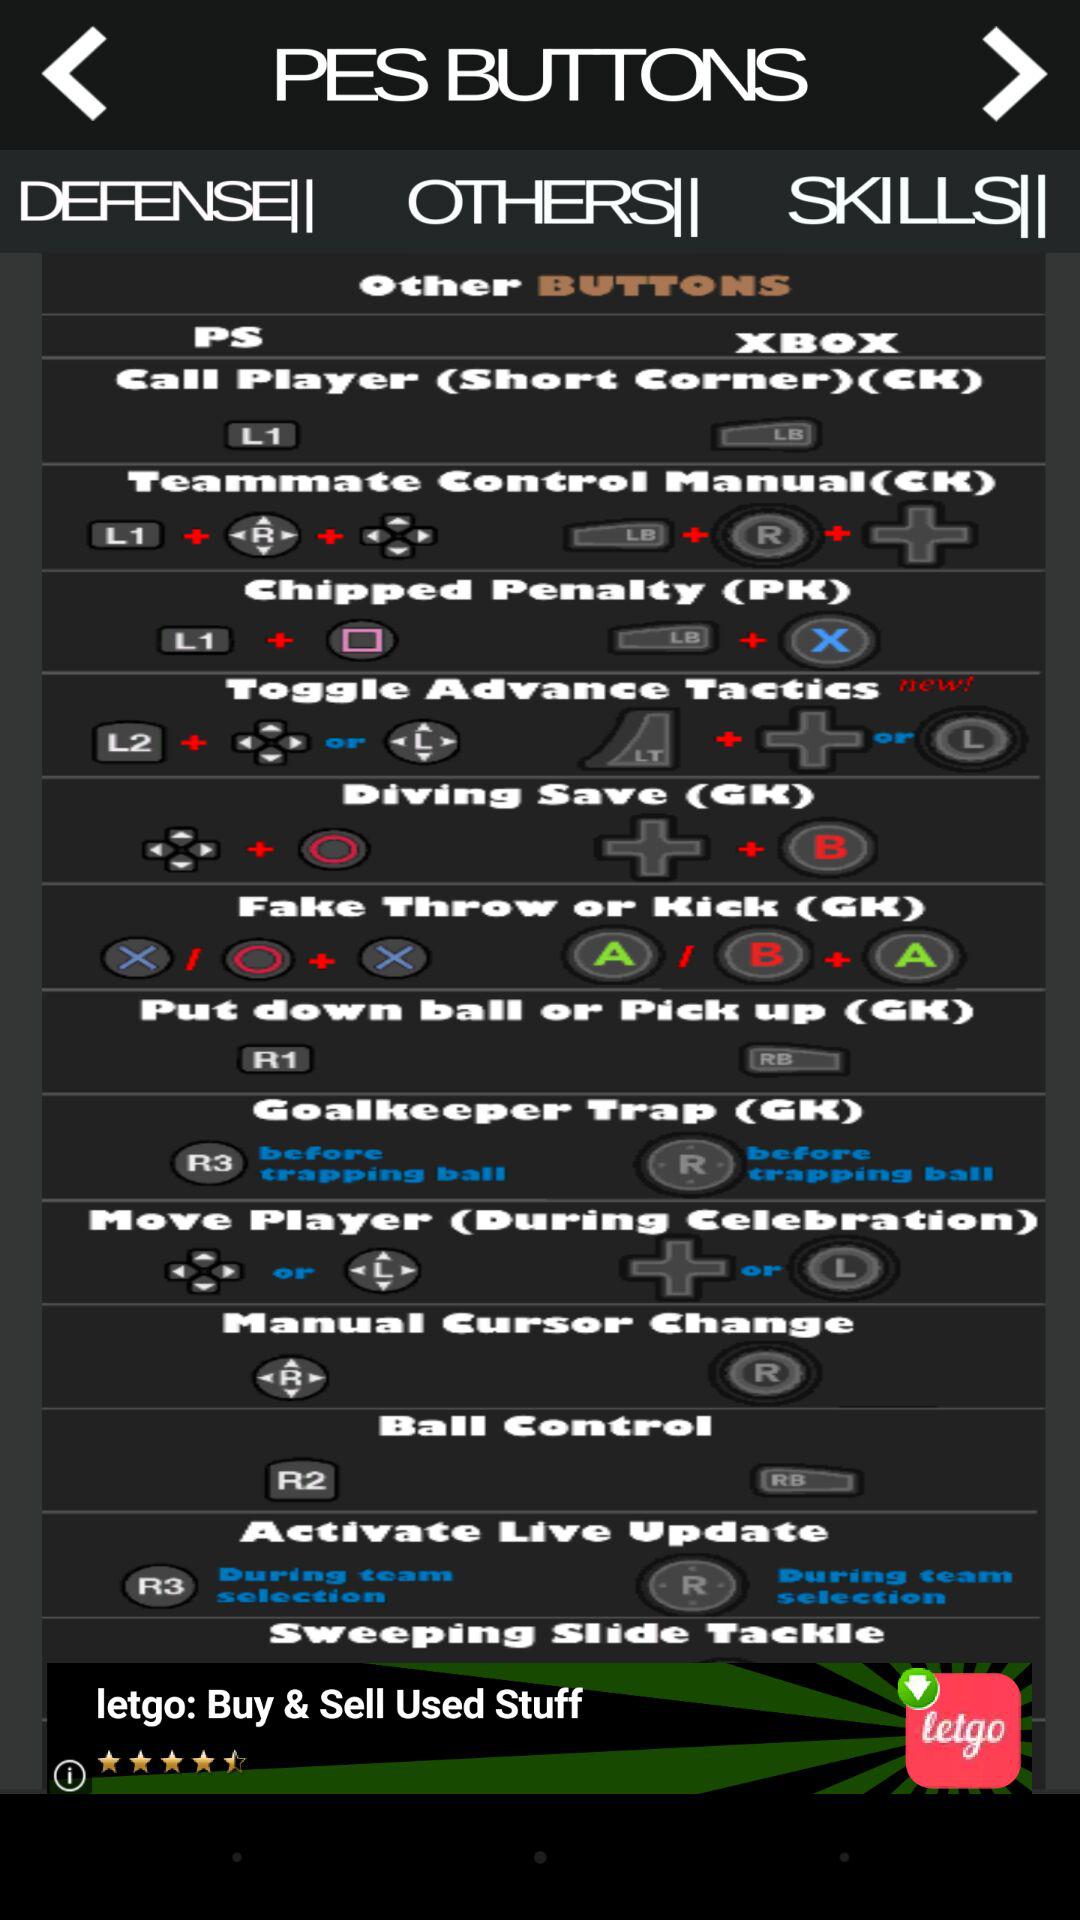 PES BUTTONS
DEFENSE|| OTHERS|| SKILLS||
Other BUTTONS
PS XBOX
Call Player (Short Corner)(CK)
L1 LB
Teammate Control Manual(CK)
L1 + R + LB + R +
Chipped Penalty (PK)
L1 + LB + X
Toggle Advance Tactics new!
L2 + or L LT + or L
Diving Save (GK)
+ + B
Fake Throw or Kick (GK)
/ + A / B + A
Put down ball or Pick up (GK)
R1 RB
Goalkeeper Trap (GK)
R3 before trapping ball R before trapping ball
Move Player (During Celebration)
or L or L
Manual Cursor Change
R R
Ball Control
R2 RB
Activate Live Update
R3 During team selection R During team selection
Sweeping Slide Tackle
letgo: Buy & Sell Used Stuff
letgo